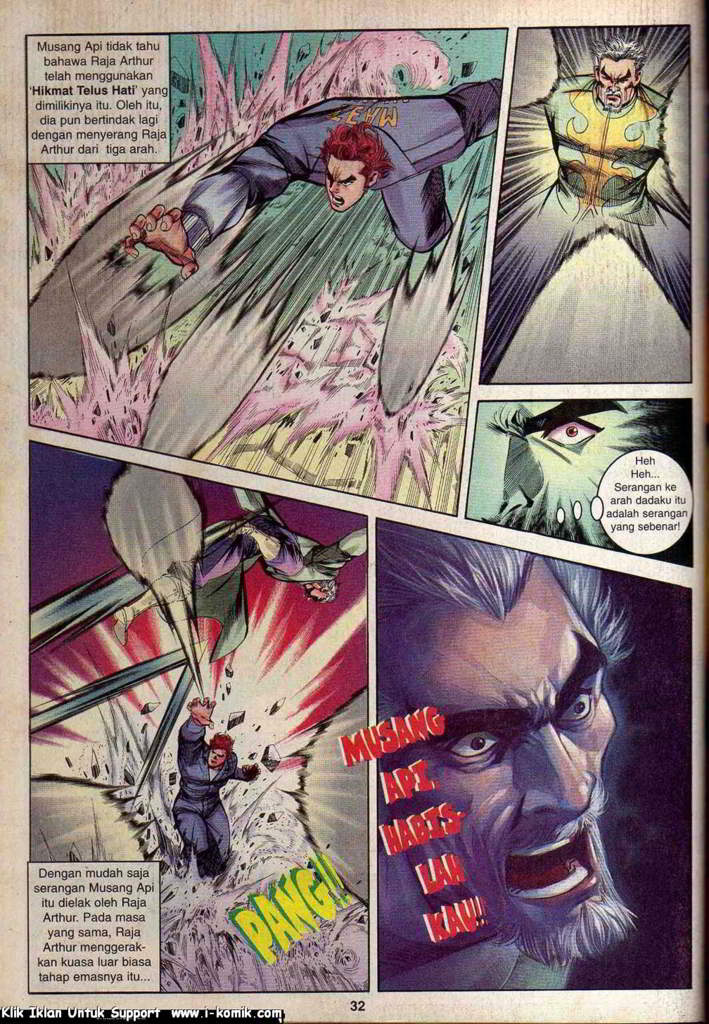 Musang Api tidak tahu
bahawa Raja Arthur
telah menggunakan
'Hikmat Telus Hati' yang
dimilikinya itu. Oleh itu,
dia pun bertindak lagi
dengan menyerang Raja
Arthur dari tiga arah.
Heh
Heh...
Serangan ke
arah dadaku itu
adalah serangan
yang sebenar!
Dengan mudah saja
serangan Musang Api
itu dielak oleh Raja
Arthur. Pada masa
yang sama, Raja
Arthur menggerak-
kan kuasa luar biasa
tahap emasnya itu...
PANG!!
MUSANG
API.
HABIS-
LAH
KAU!!
32
Klik Iklan Untuk Support www.i-komik.com